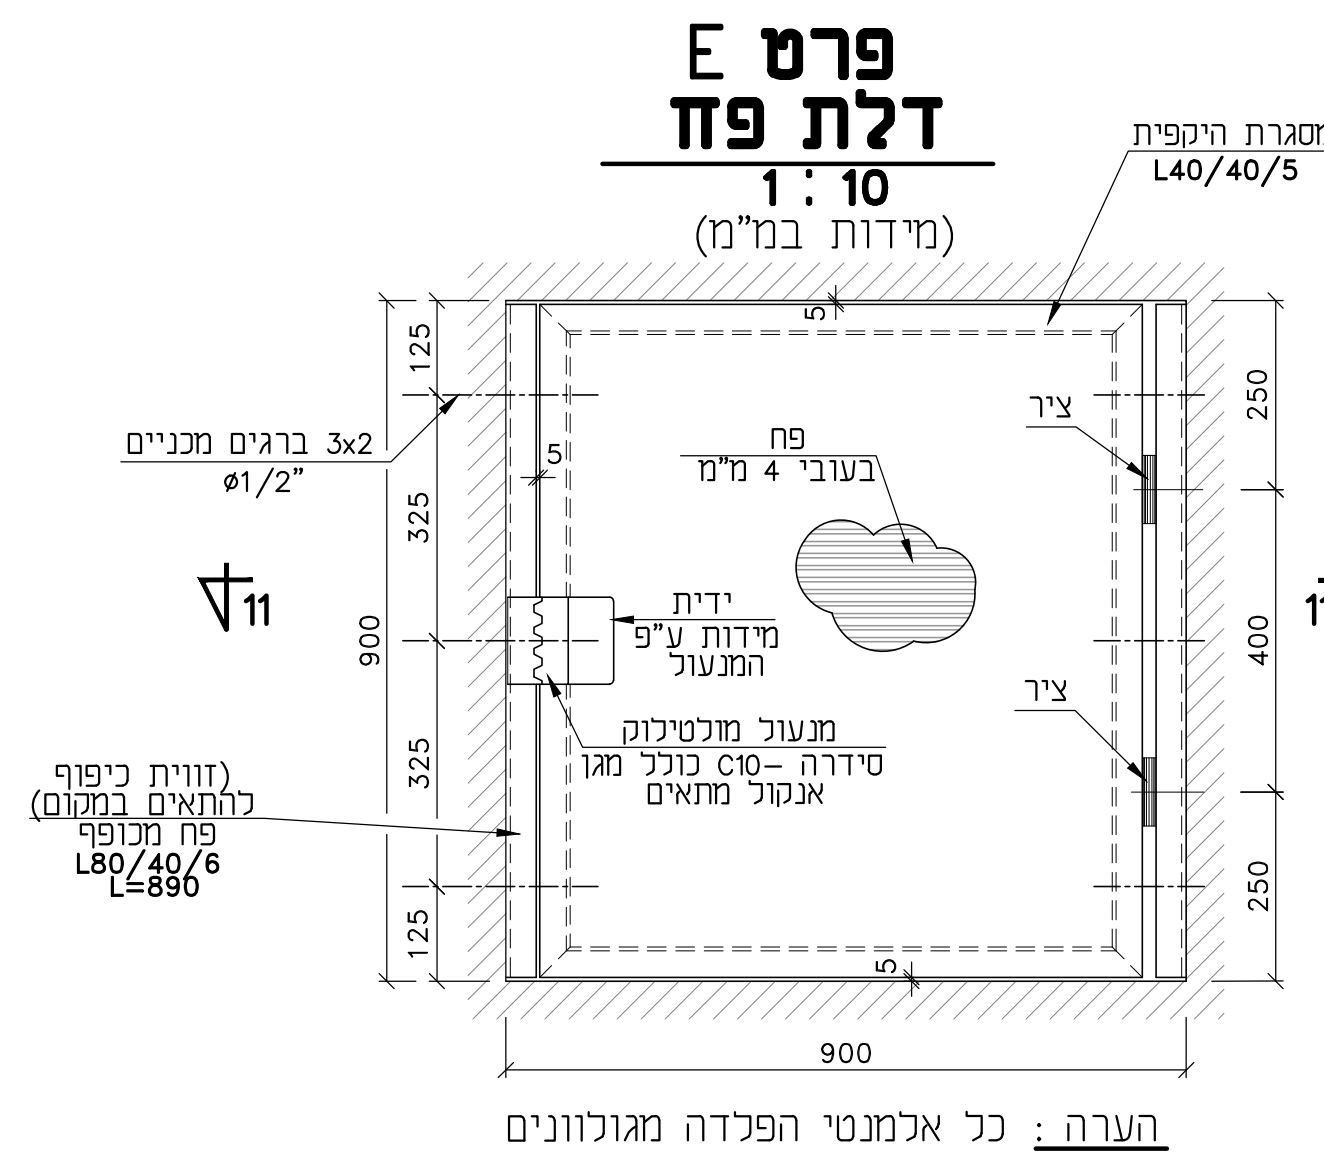 פרט E
דלת פח
1 : 10
(מידות במ"מ)
מסגרת היקפית
L40/40/5
5
125
325
325
125
900
3x2 ברגים מכניים
ø1/2"
5
פח
בעובי 4 מ"מ
ציר
250
400
250
11
11
ידית
מידות ע"פ
המנעול
ציר
מנעול מולטילוק
סידרה -C10 כולל מגן
אנקול מתאים
(זווית כיפוף
להתאים במקום)
פח מכופף
L80/40/6
L=890
5
900
הערה : כל אלמנטי הפלדה מגולוונים